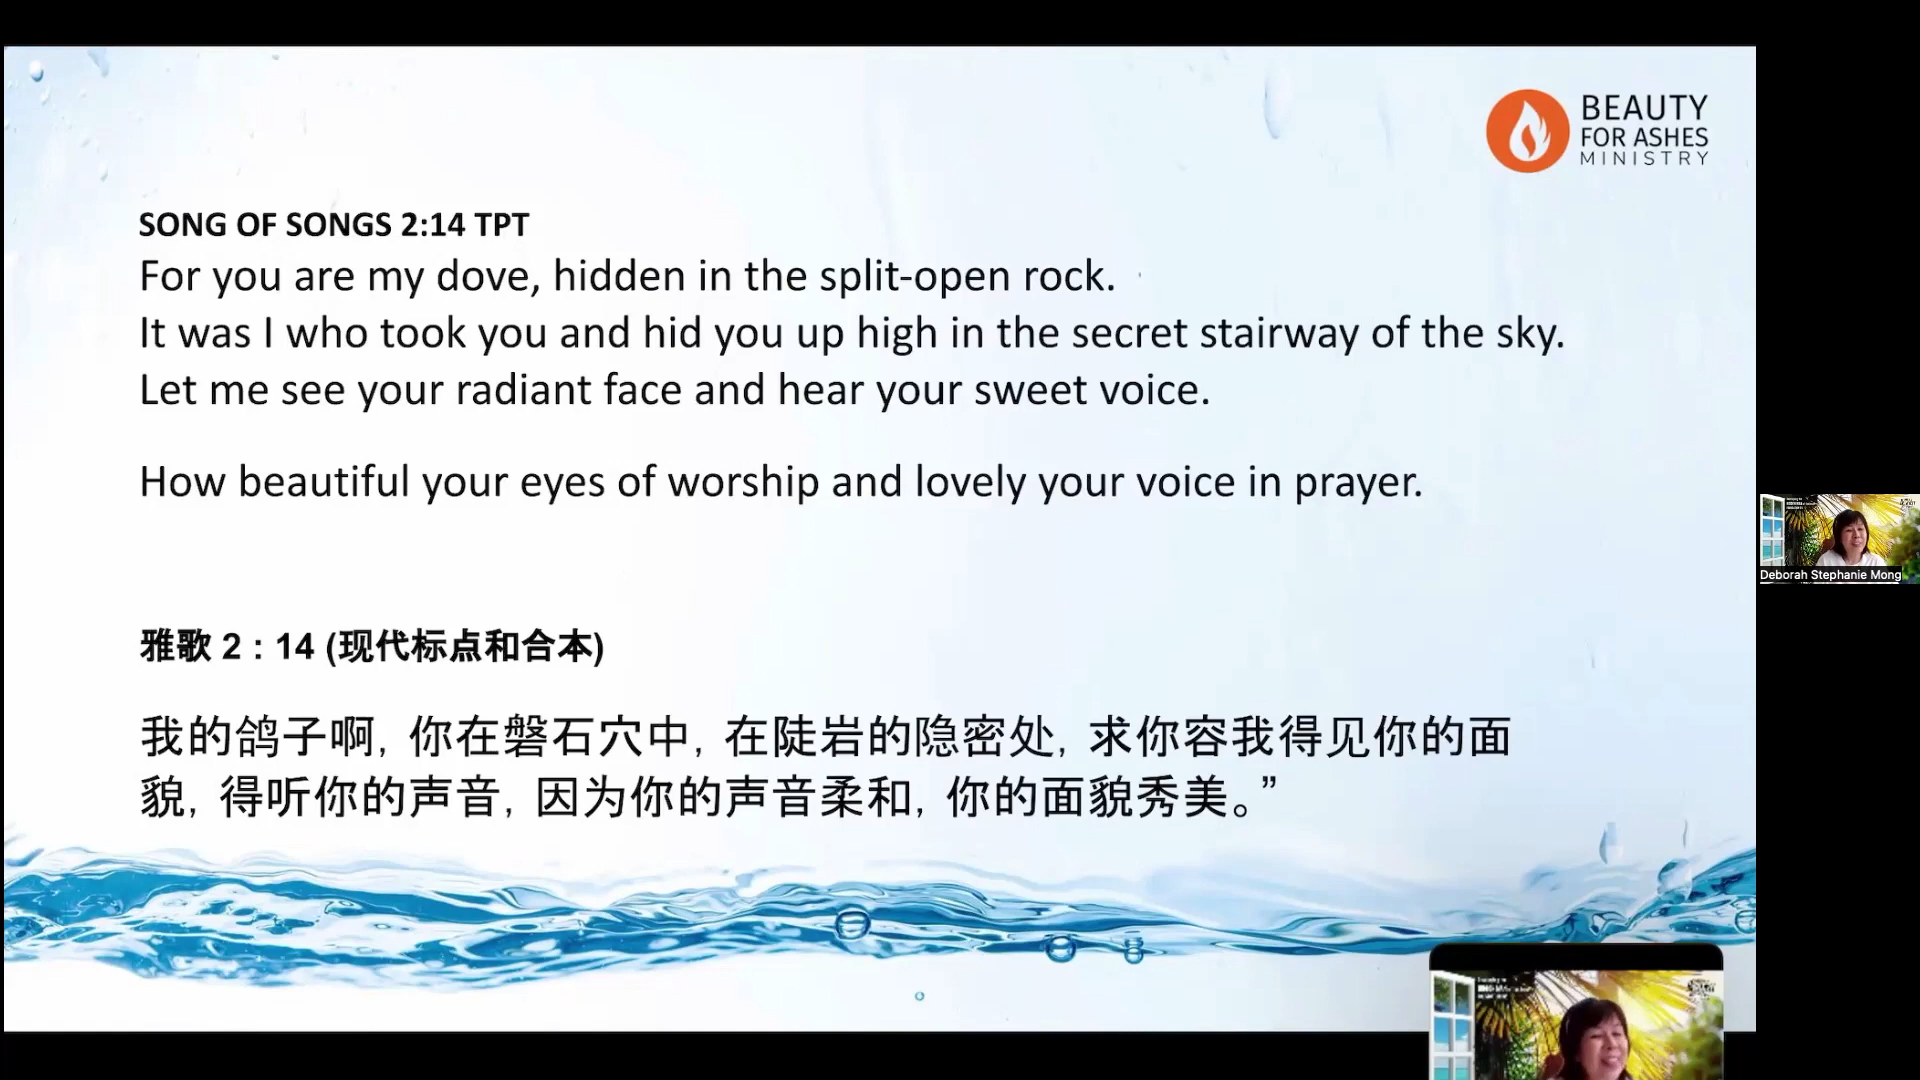 BEAUTY
FOR ASHES
MINISTRY
SONG OF SONGS 2:14 TPT
For you are my dove, hidden in the split-open rock.
It was I who took you and hid you up high in the secret stairway of the sky.
Let me see your radiant face and hear your sweet voice.
How beautiful your eyes of worship and lovely your voice in prayer.
雅歌 2 : 14 (现代标点和合本)
我的鸽子啊, 你在磐石穴中, 在陡岩的隐密处, 求你容我得见你的面
貌, 得听你的声音, 因为你的声音柔和, 你的面貌秀美。”
Deborah Stephanie Mong